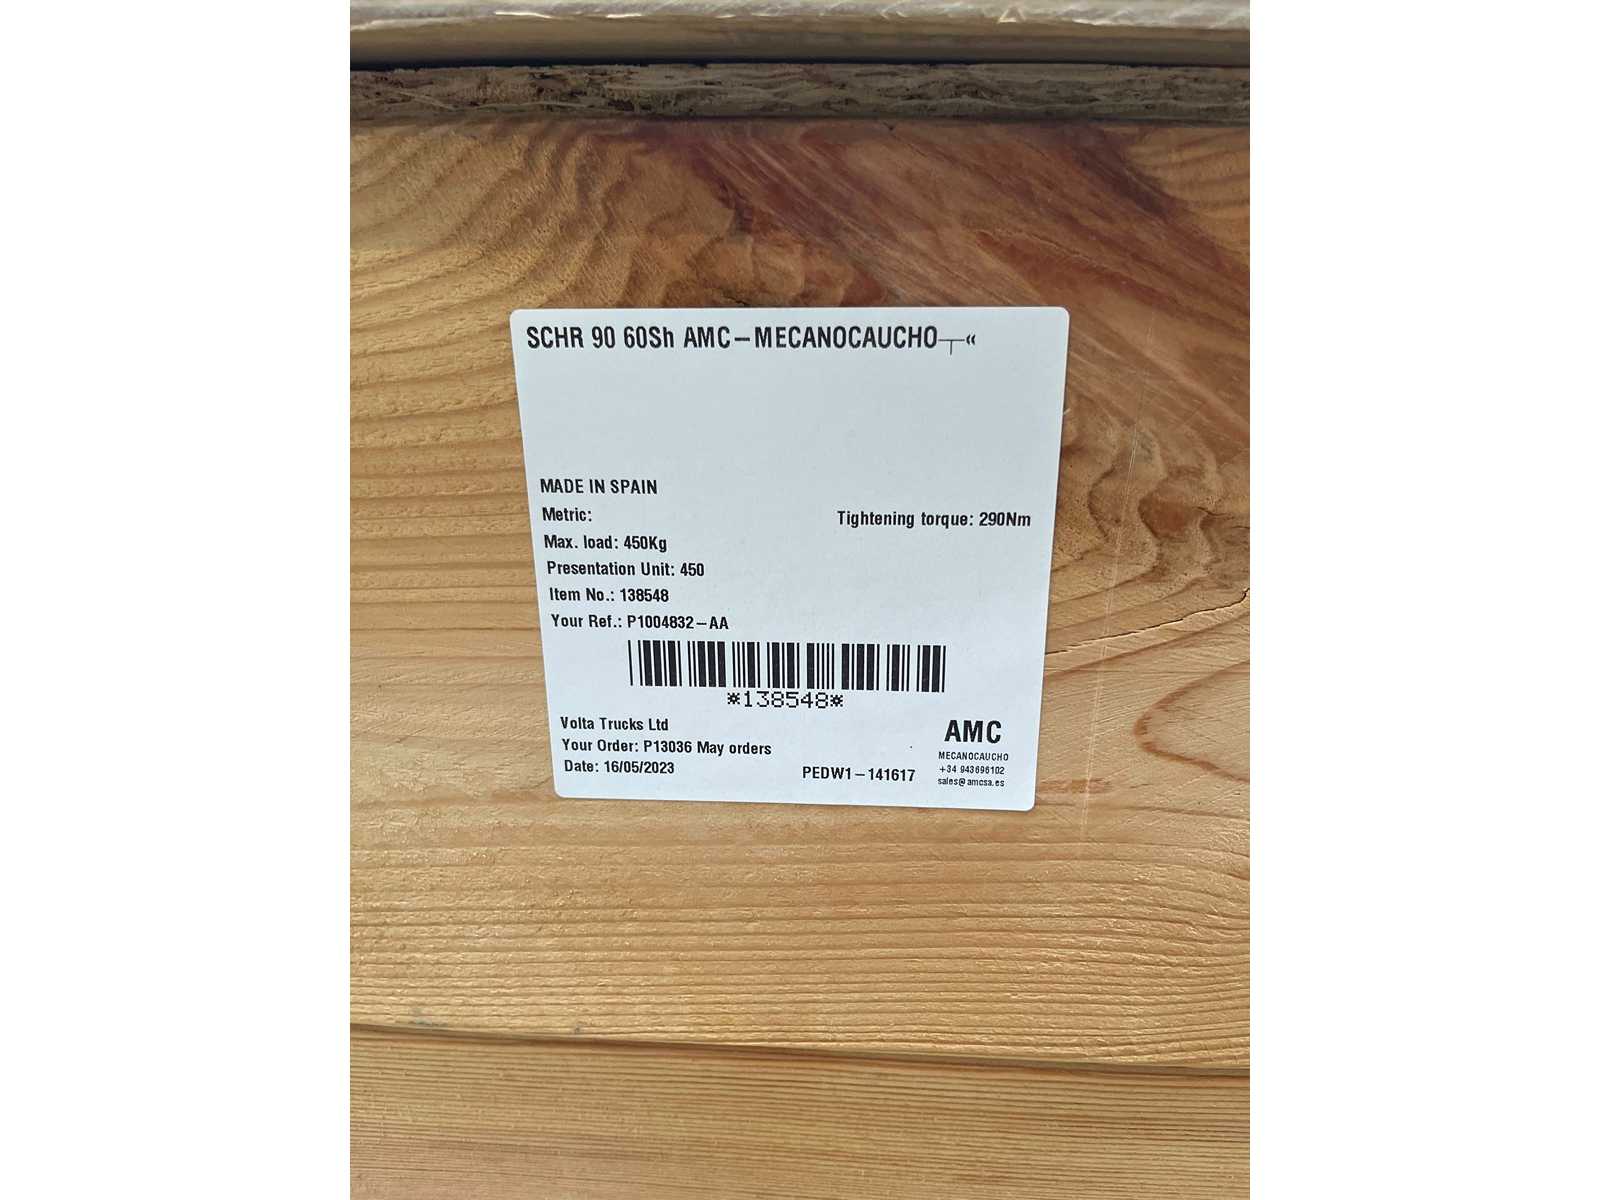 SCHR 90 60Sh AMC-MECANOCAUCHO┬«
MADE IN SPAIN
Metric:
Tightening torque: 290Nm
Max. load: 450Kg
Presentation Unit: 450
Item No.: 138548
Your Ref.: P1004832-AA
*138548*
Volta Trucks Ltd
Your Order: P13036 May orders
Date: 16/05/2023
PEDW1-141617
AMC
MECANOCAUCHO
+34 943696102
sales@amcsa.es